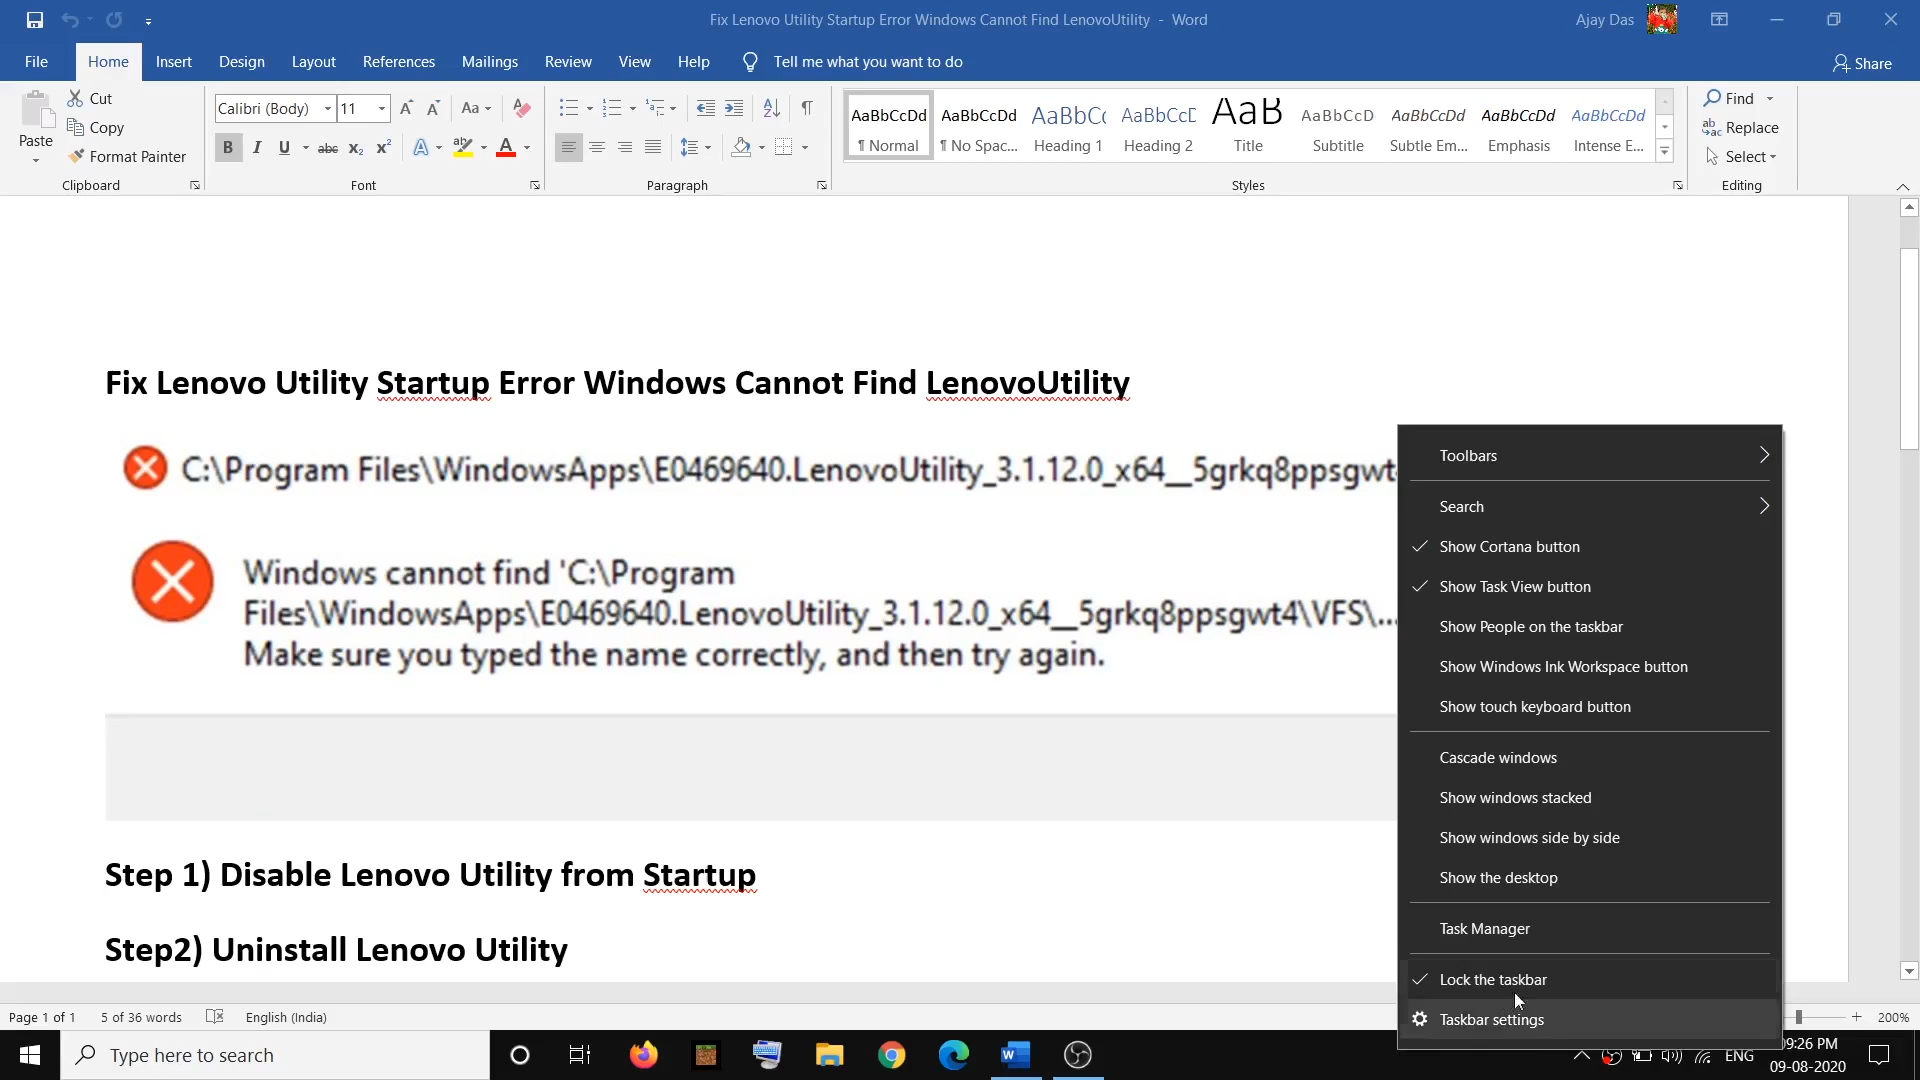 Fix Lenovo Utility Startup Error Windows Cannot Find LenovoUtility - Word
Ajay Das
File Home Insert Design Layout References Mailings Review View Help Tell me what you want to do
Share
Paste
Cut
Copy
Format Painter
Clipboard
Calibri (Body) 11
Aa
B I U abc x₂ x² A ab A
Font
Paragraph
AaBbCcDd AaBbCcDd AaBbCc AaBbCcD AaB AaBbCcD AaBbCcDd AaBbCcDd AaBbCcDd
¶ Normal ¶ No Spac... Heading 1 Heading 2 Title Subtitle Subtle Em... Emphasis Intense E...
Styles
Find
Replace
Select
Editing
Fix Lenovo Utility Startup Error Windows Cannot Find LenovoUtility
C:\Program Files\WindowsApps\E0469640.LenovoUtility_3.1.12.0_x64__5grkq8ppsgwt
Windows cannot find 'C:\Program
Files\WindowsApps\E0469640.LenovoUtility_3.1.12.0_x64__5grkq8ppsgwt4\VFS\...
Make sure you typed the name correctly, and then try again.
Step 1) Disable Lenovo Utility from Startup
Step2) Uninstall Lenovo Utility
Toolbars
Search
Show Cortana button
Show Task View button
Show People on the taskbar
Show Windows Ink Workspace button
Show touch keyboard button
Cascade windows
Show windows stacked
Show windows side by side
Show the desktop
Task Manager
Lock the taskbar
Taskbar settings
Page 1 of 1 5 of 36 words English (India)
200%
Type here to search
ENG
09:26 PM
09-08-2020